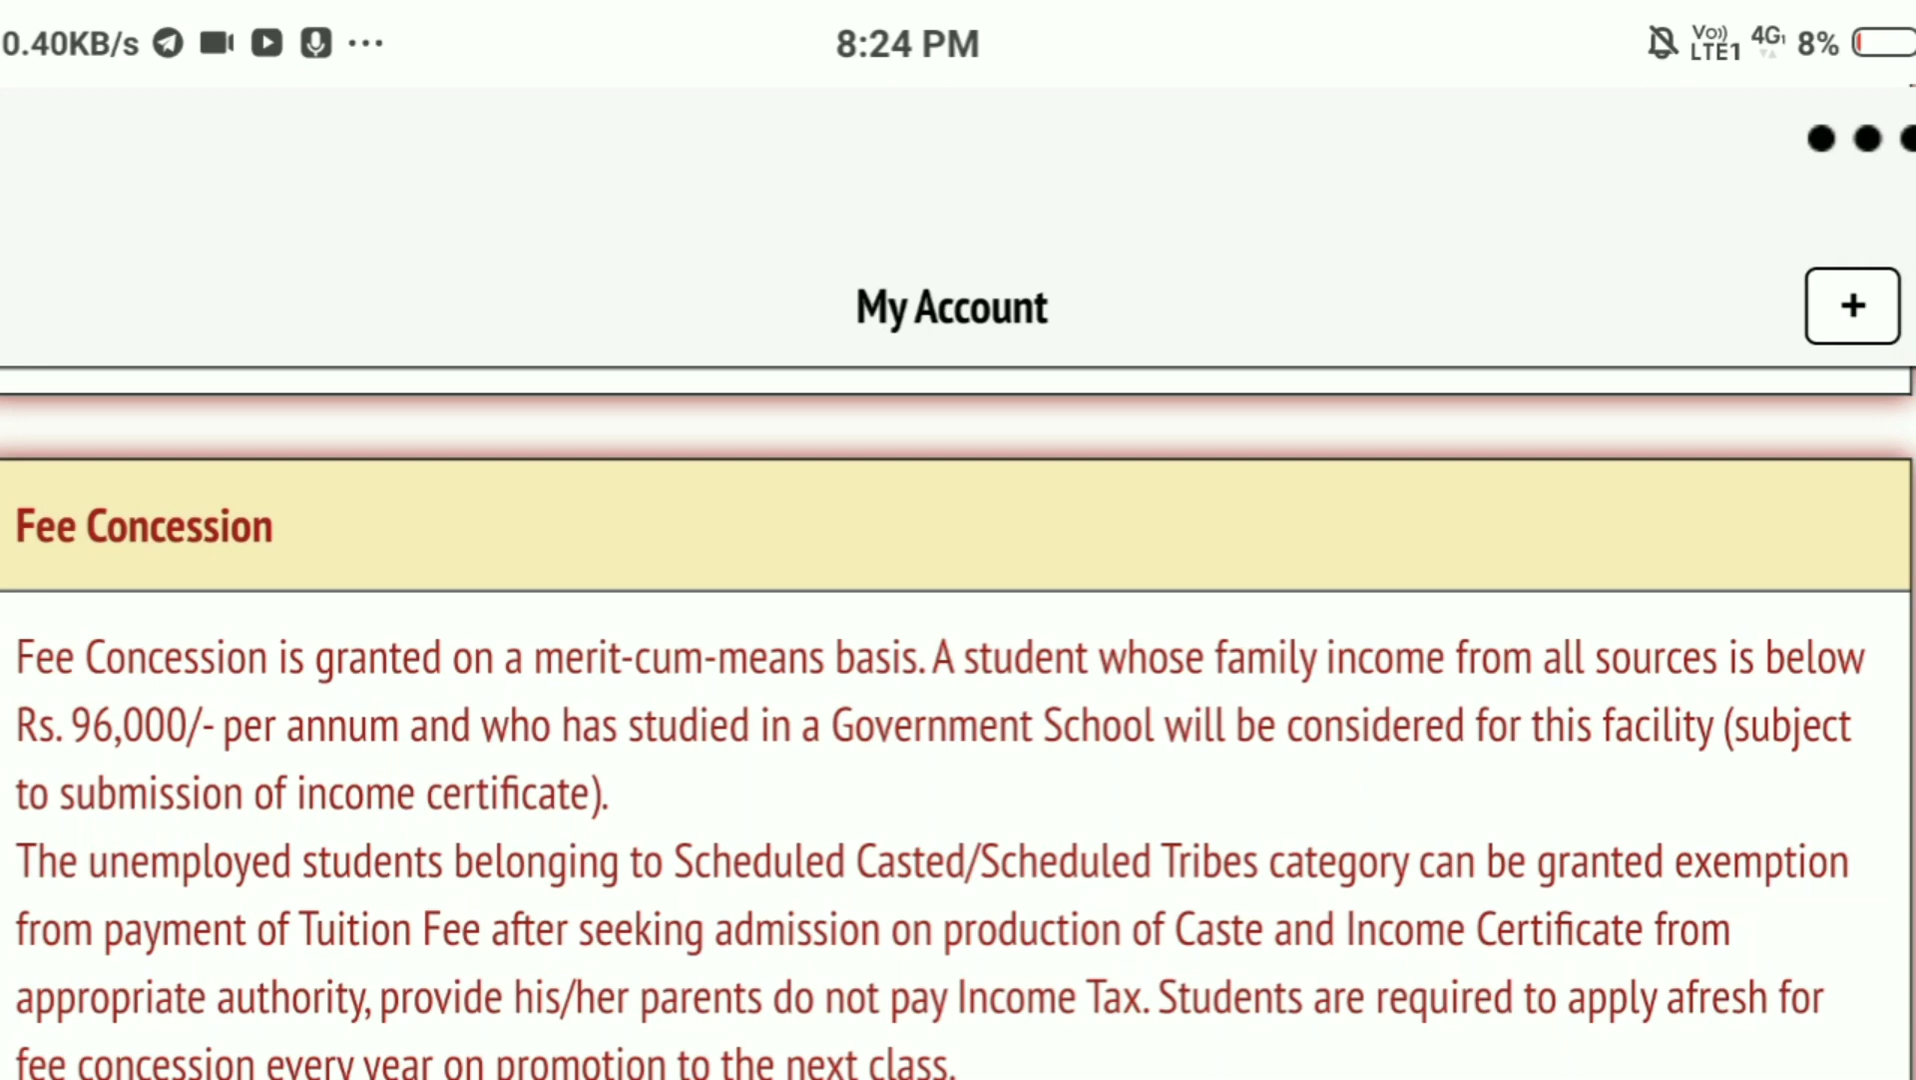 0.40KB/s 8:24 PM Vo)) LTE1 4G 8%
My Account
+
Fee Concession
Fee Concession is granted on a merit-cum-means basis. A student whose family income from all sources is below
Rs. 96,000/- per annum and who has studied in a Government School will be considered for this facility (subject
to submission of income certificate).
The unemployed students belonging to Scheduled Casted/Scheduled Tribes category can be granted exemption
from payment of Tuition Fee after seeking admission on production of Caste and Income Certificate from
appropriate authority, provide his/her parents do not pay Income Tax. Students are required to apply afresh for
fee concession every year on promotion to the next class.